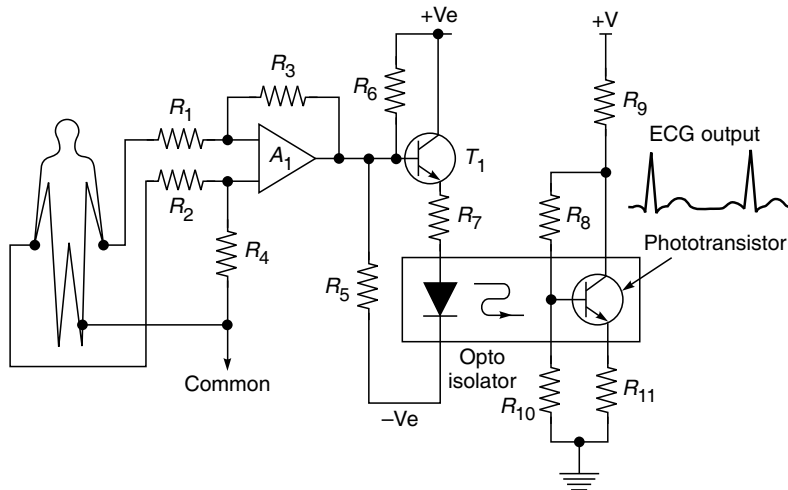 +Ve
+V
R3
R6
R1
R9
ECG output
A1
T1
R2
R7
R8
Phototransistor
R4
R5
Opto
isolator
Common
R10
R11
–Ve